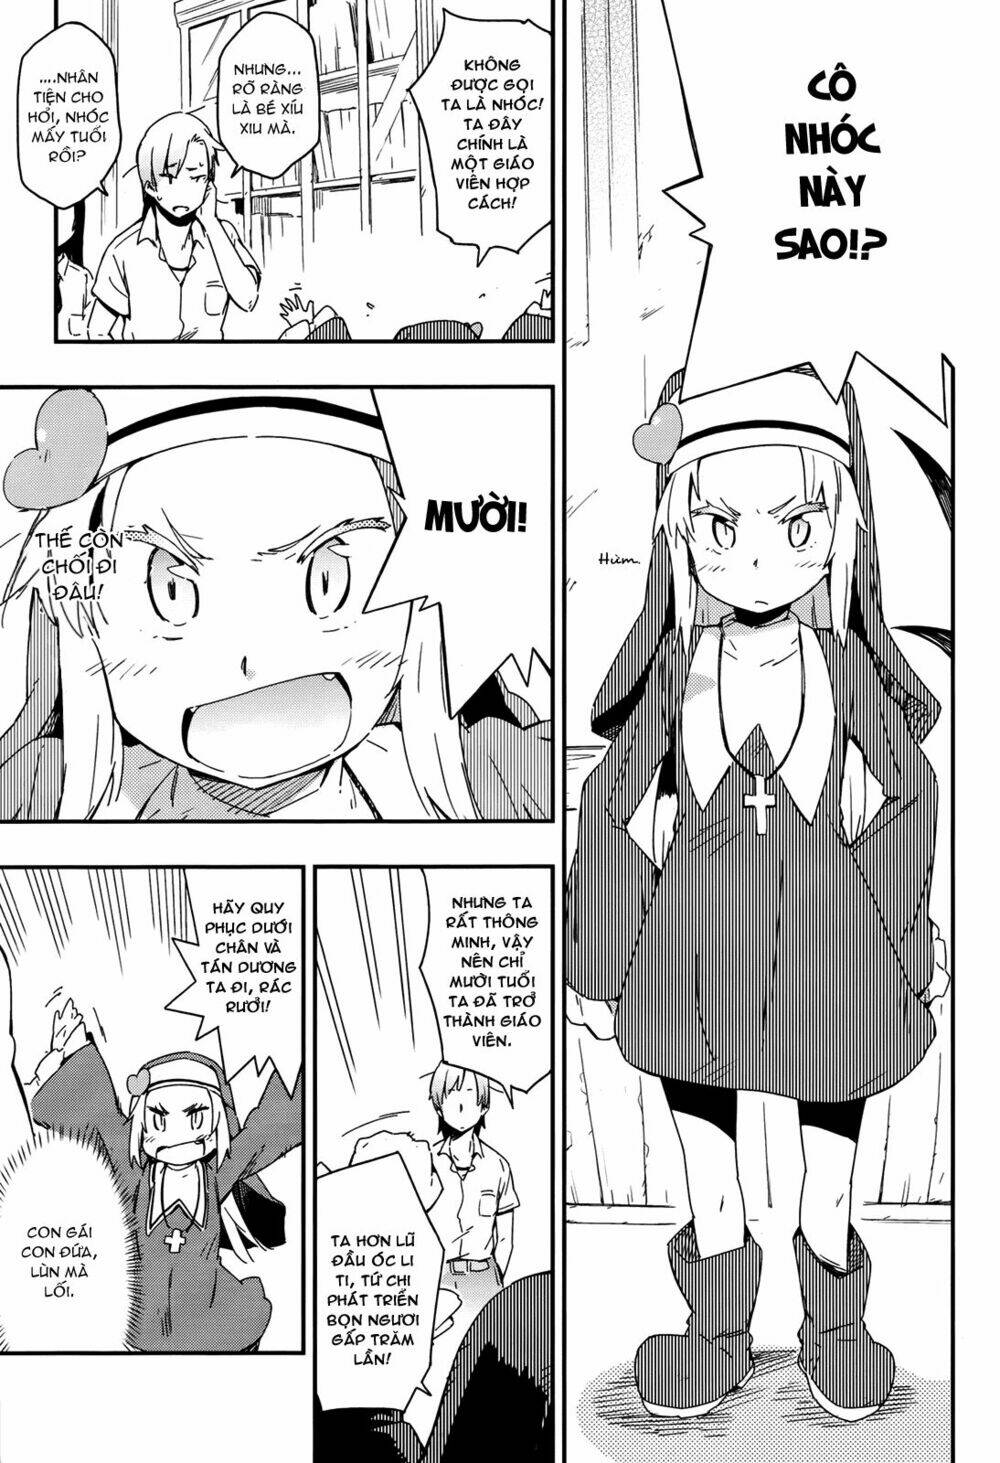 CÔ
NHÓC
NÀY
SAO!?
Hừm.
KHÔNG
ĐƯỢC GỌI
TA LÀ NHÓC!
TA ĐÂY
CHÍNH LÀ
MỘT GIÁO
VIÊN HỢP
CÁCH!
NHƯNG...
RÕ RÀNG
LÀ BÉ XÍU
XIU MÀ.
....NHÂN
TIỆN CHO
HỎI, NHÓC
MẤY TUỔI
RỒI?
MƯỜI!
THẾ CÒN
CHỐI ĐI
ĐÂU!
NHƯNG TA
RẤT THÔNG
MINH, VẬY
NÊN CHỈ
MƯỜI TUỔI
TA ĐÃ TRỞ
THÀNH GIÁO
VIÊN.
TA HƠN LŨ
ĐẦU ÓC LI
TI, TỨ CHI
PHÁT TRIỂN
BỌN NGƯƠI
GẤP TRĂM
LẦN!
HÃY QUY
PHỤC DƯỚI
CHÂN VÀ
TÁN DƯƠNG
TA ĐI, RÁC
RƯỞI!
CON GÁI
CON ĐỨA,
LÙN MÀ
LỐI.